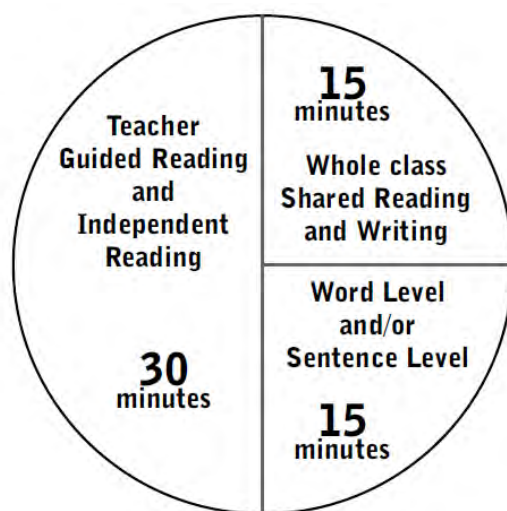 Teacher
Guided Reading
and
Independent
Reading
30
minutes
15
minutes
Whole class
Shared Reading
and Writing
Word Level
and/or
Sentence Level
15
minutes